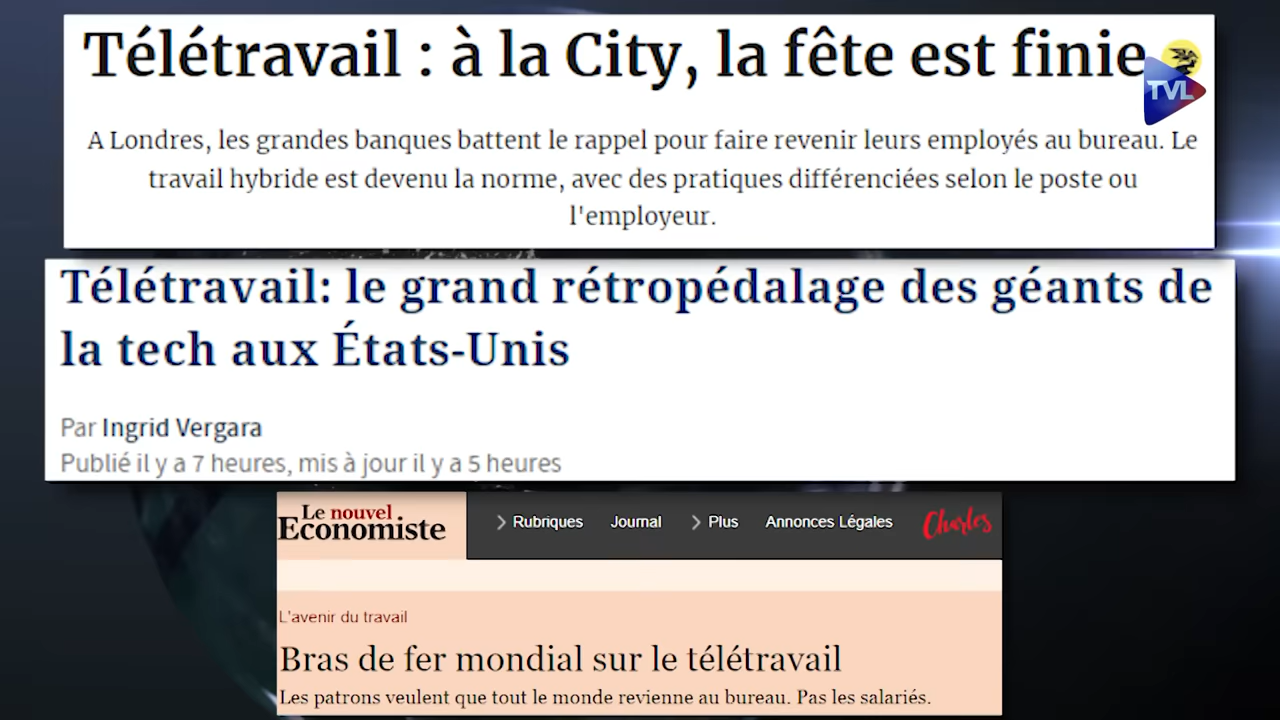 Télétravail : à la City, la fête est finie
TVL
A Londres, les grandes banques battent le rappel pour faire revenir leurs employés au bureau. Le
travail hybride est devenu la norme, avec des pratiques différenciées selon le poste ou
l'employeur.
Télétravail: le grand rétropédalage des géants de
la tech aux États-Unis
Par Ingrid Vergara
Publié il y a 7 heures, mis à jour il y a 5 heures
Le nouvel
Economiste
Rubriques Journal Plus Annonces Légales Charles
L'avenir du travail
Bras de fer mondial sur le télétravail
Les patrons veulent que tout le monde revienne au bureau. Pas les salariés.